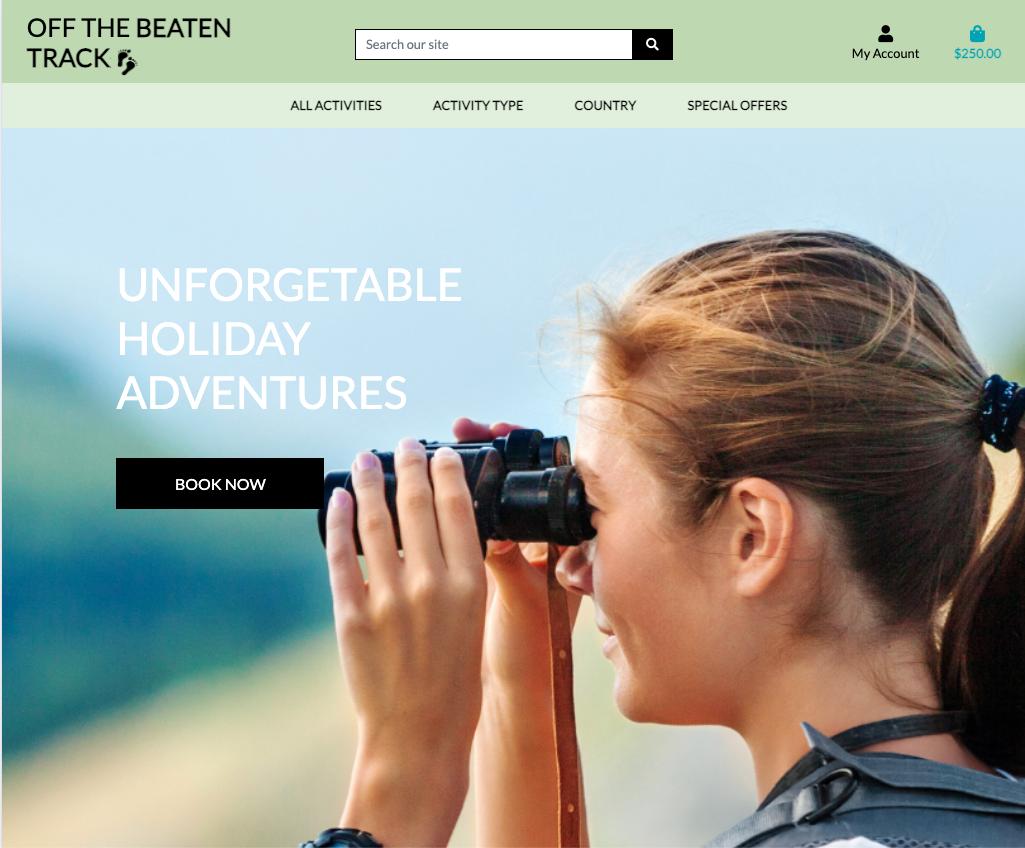 OFF THE BEATEN
TRACK
Search our site
My Account
$250.00
ALL ACTIVITIES
ACTIVITY TYPE
COUNTRY
SPECIAL OFFERS
UNFORGETABLE
HOLIDAY
ADVENTURES
BOOK NOW